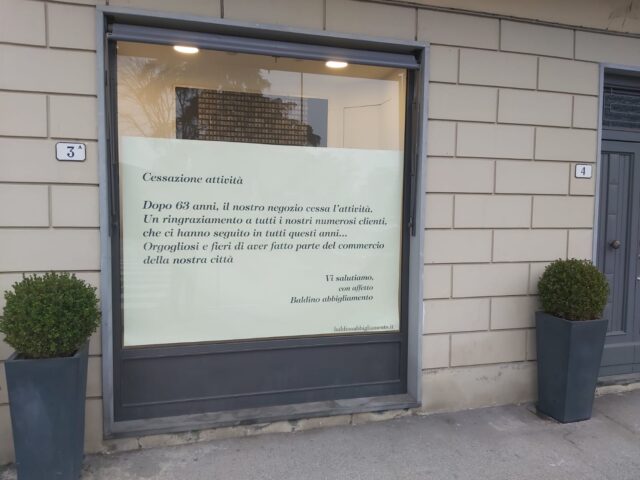 3A
4
Cessazione attività
Dopo 63 anni, il nostro negozio cessa l'attività.
Un ringraziamento a tutti i nostri numerosi clienti,
che ci hanno seguito in tutti questi anni...
Orgogliosi e fieri di aver fatto parte del commercio
della nostra città
Vi salutiamo,
con affetto
Baldino abbigliamento
baldinoabbigliamento.it